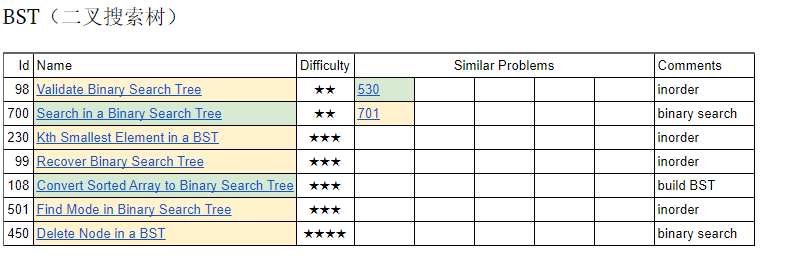 BST（二叉搜索树）
Id Name Difficulty Similar Problems Comments
98 Validate Binary Search Tree ★★ 530 inorder
700 Search in a Binary Search Tree ★★ 701 binary search
230 Kth Smallest Element in a BST ★★★ inorder
99 Recover Binary Search Tree ★★★ inorder
108 Convert Sorted Array to Binary Search Tree ★★★ build BST
501 Find Mode in Binary Search Tree ★★★ inorder
450 Delete Node in a BST ★★★★ binary search